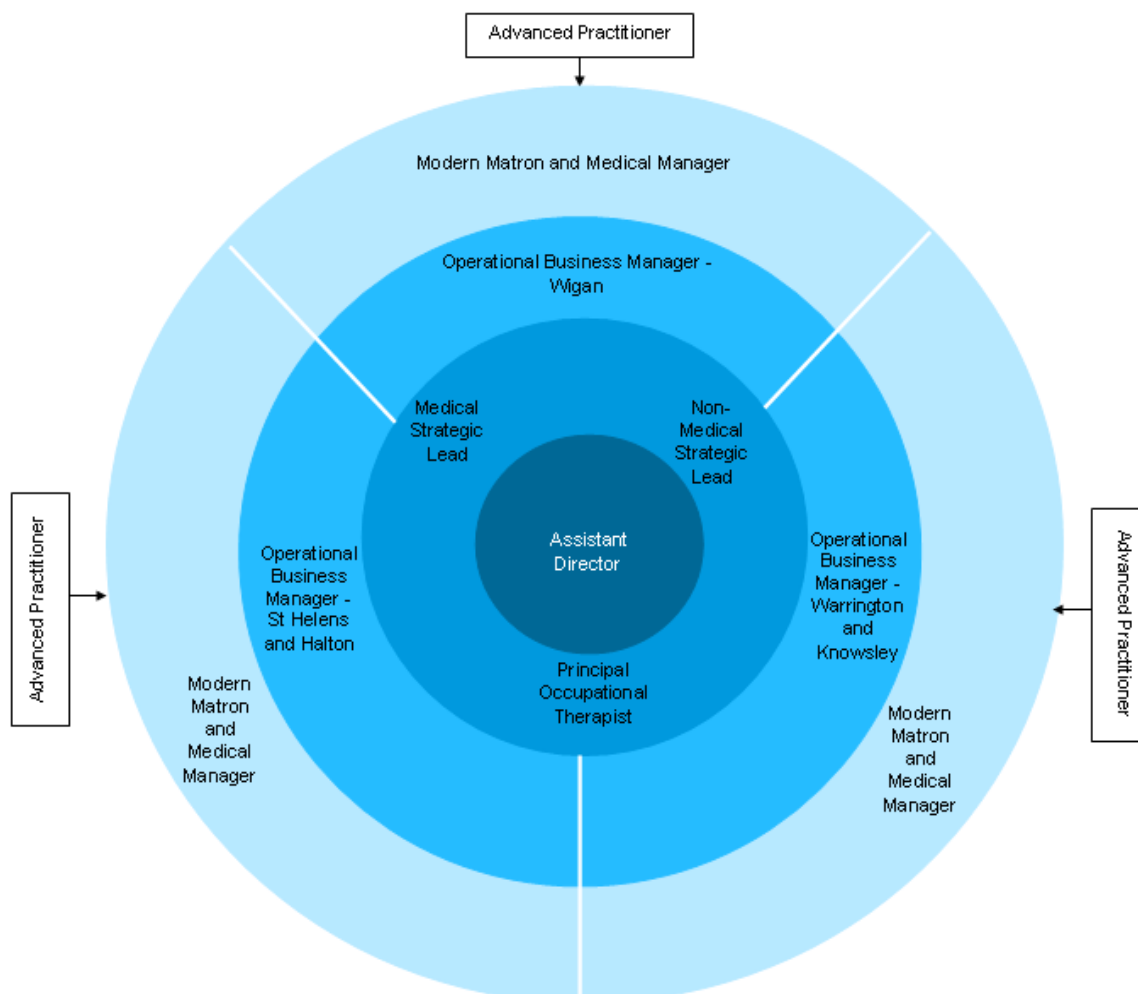 Advanced Practitioner
Modern Matron and Medical Manager
Operational Business Manager -
Wigan
Medical
Strategic
Lead
Non-
Medical
Strategic
Lead
Assistant
Director
Principal
Occupational
Therapist
Operational
Business
Manager -
St Helens
and Halton
Operational
Business
Manager -
Warrington
and
Knowsley
Modern
Matron
and
Medical
Manager
Modern
Matron
and
Medical
Manager
Advanced Practitioner
Advanced Practitioner